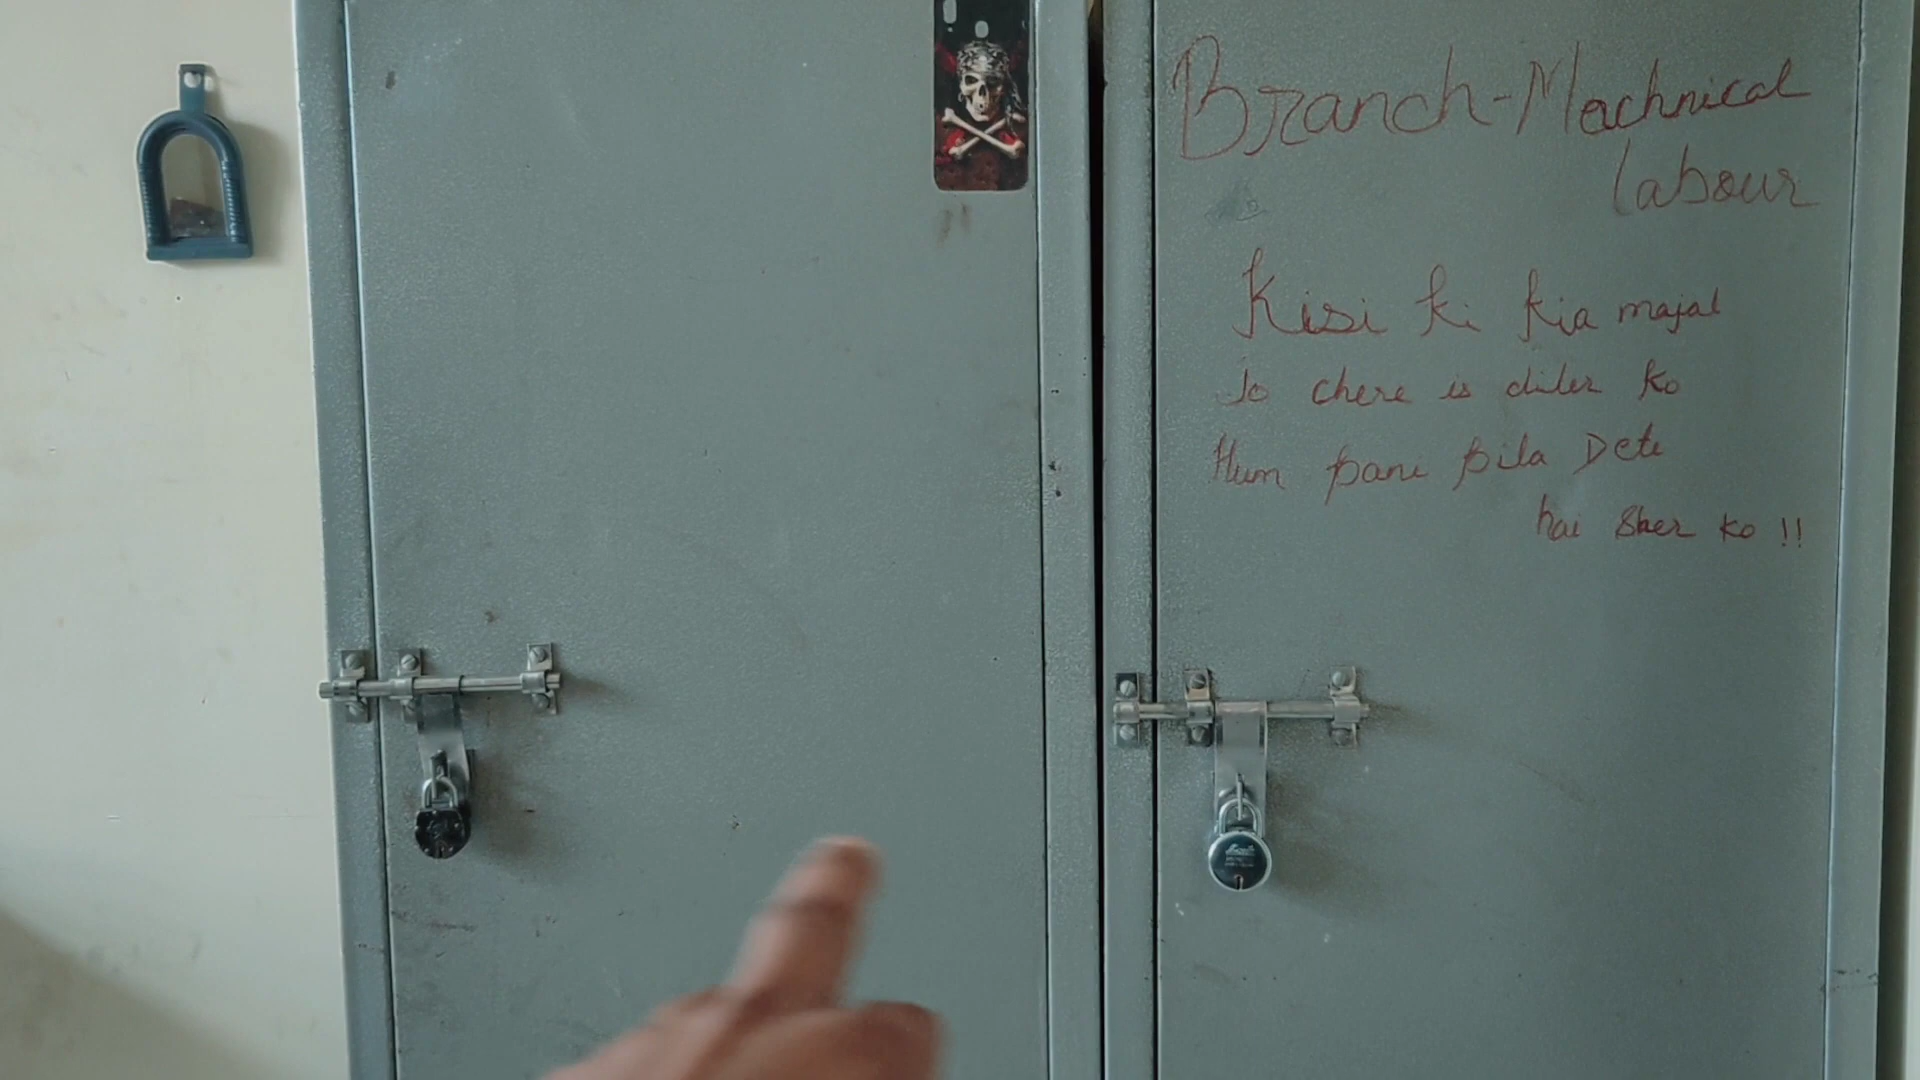 Branch-Machnical
labour
Kisi ki kia majal
Jo chere is diler ko
Hum pani pila Dete
hai Sher ko !!